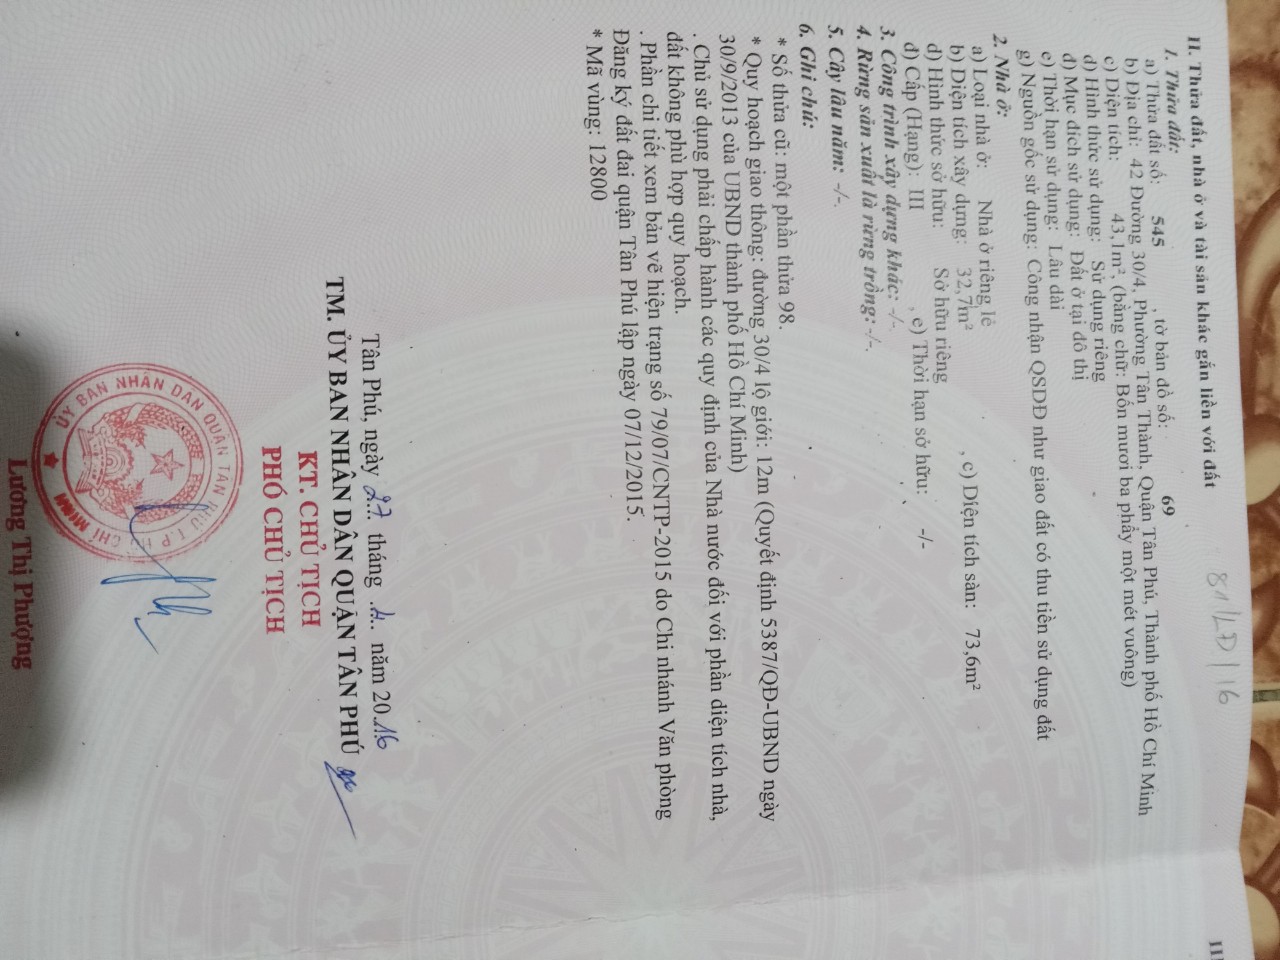 81/LĐ/16
II. Thửa đất, nhà ở và tài sản khác gắn liền với đất
1. Thửa đất:
a) Thửa đất số: 545 , tờ bản đồ số: 69
b) Địa chỉ: 42 Đường 30/4, Phường Tân Thành, Quận Tân Phú, Thành phố Hồ Chí Minh
c) Diện tích: 43,1m², (bằng chữ: Bốn mươi ba phẩy một mét vuông)
d) Hình thức sử dụng: Sử dụng riêng
đ) Mục đích sử dụng: Đất ở tại đô thị
e) Thời hạn sử dụng: Lâu dài
g) Nguồn gốc sử dụng: Công nhận QSDĐ như giao đất có thu tiền sử dụng đất
2. Nhà ở:
a) Loại nhà ở: Nhà ở riêng lẻ
b) Diện tích xây dựng: 32,7m² , c) Diện tích sàn: 73,6m²
d) Hình thức sở hữu: Sở hữu riêng
đ) Cấp (Hạng): III , e) Thời hạn sở hữu: -/-
3. Công trình xây dựng khác: -/-.
4. Rừng sản xuất là rừng trồng: -/-.
5. Cây lâu năm: -/-.
6. Ghi chú:
* Số thửa cũ: một phần thửa 98.
* Quy hoạch giao thông: đường 30/4 lộ giới: 12m (Quyết định 5387/QĐ-UBND ngày
30/9/2013 của UBND thành phố Hồ Chí Minh)
. Chủ sử dụng phải chấp hành các quy định của Nhà nước đối với phần diện tích nhà,
đất không phù hợp quy hoạch.
. Phần chi tiết xem bản vẽ hiện trạng số 79/07/CNTP-2015 do Chi nhánh Văn phòng
Đăng ký đất đai quận Tân Phú lập ngày 07/12/2015.
* Mã vùng: 12800
Tân Phú, ngày 27 tháng năm 2016
TM. ỦY BAN NHÂN DÂN QUẬN TÂN PHÚ
KT. CHỦ TỊCH
PHÓ CHỦ TỊCH
ỦY BAN NHÂN DÂN QUẬN TÂN PHÚ T.P HỒ CHÍ MINH
Lương Thị Phượng